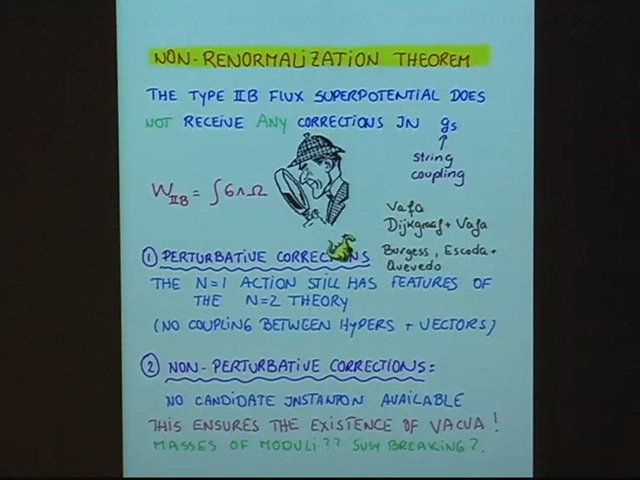 NON-RENORMALIZATION THEOREM
THE TYPE IIB FLUX SUPERPOTENTIAL DOES
NOT RECEIVE ANY CORRECTIONS IN gs
↑
string
coupling
W_IIB = ∫ G ∧ Ω
Vafa
Dijkgraaf + Vafa
Burgess, Escoda +
Quevedo
① PERTURBATIVE CORRECTIONS
THE N=1 ACTION STILL HAS FEATURES OF
THE N=2 THEORY
(NO COUPLING BETWEEN HYPERS + VECTORS)
② NON-PERTURBATIVE CORRECTIONS:
NO CANDIDATE INSTANTON AVAILABLE
THIS ENSURES THE EXISTENCE OF VACUA!
MASSES OF MODULI?? SUSY BREAKING?.